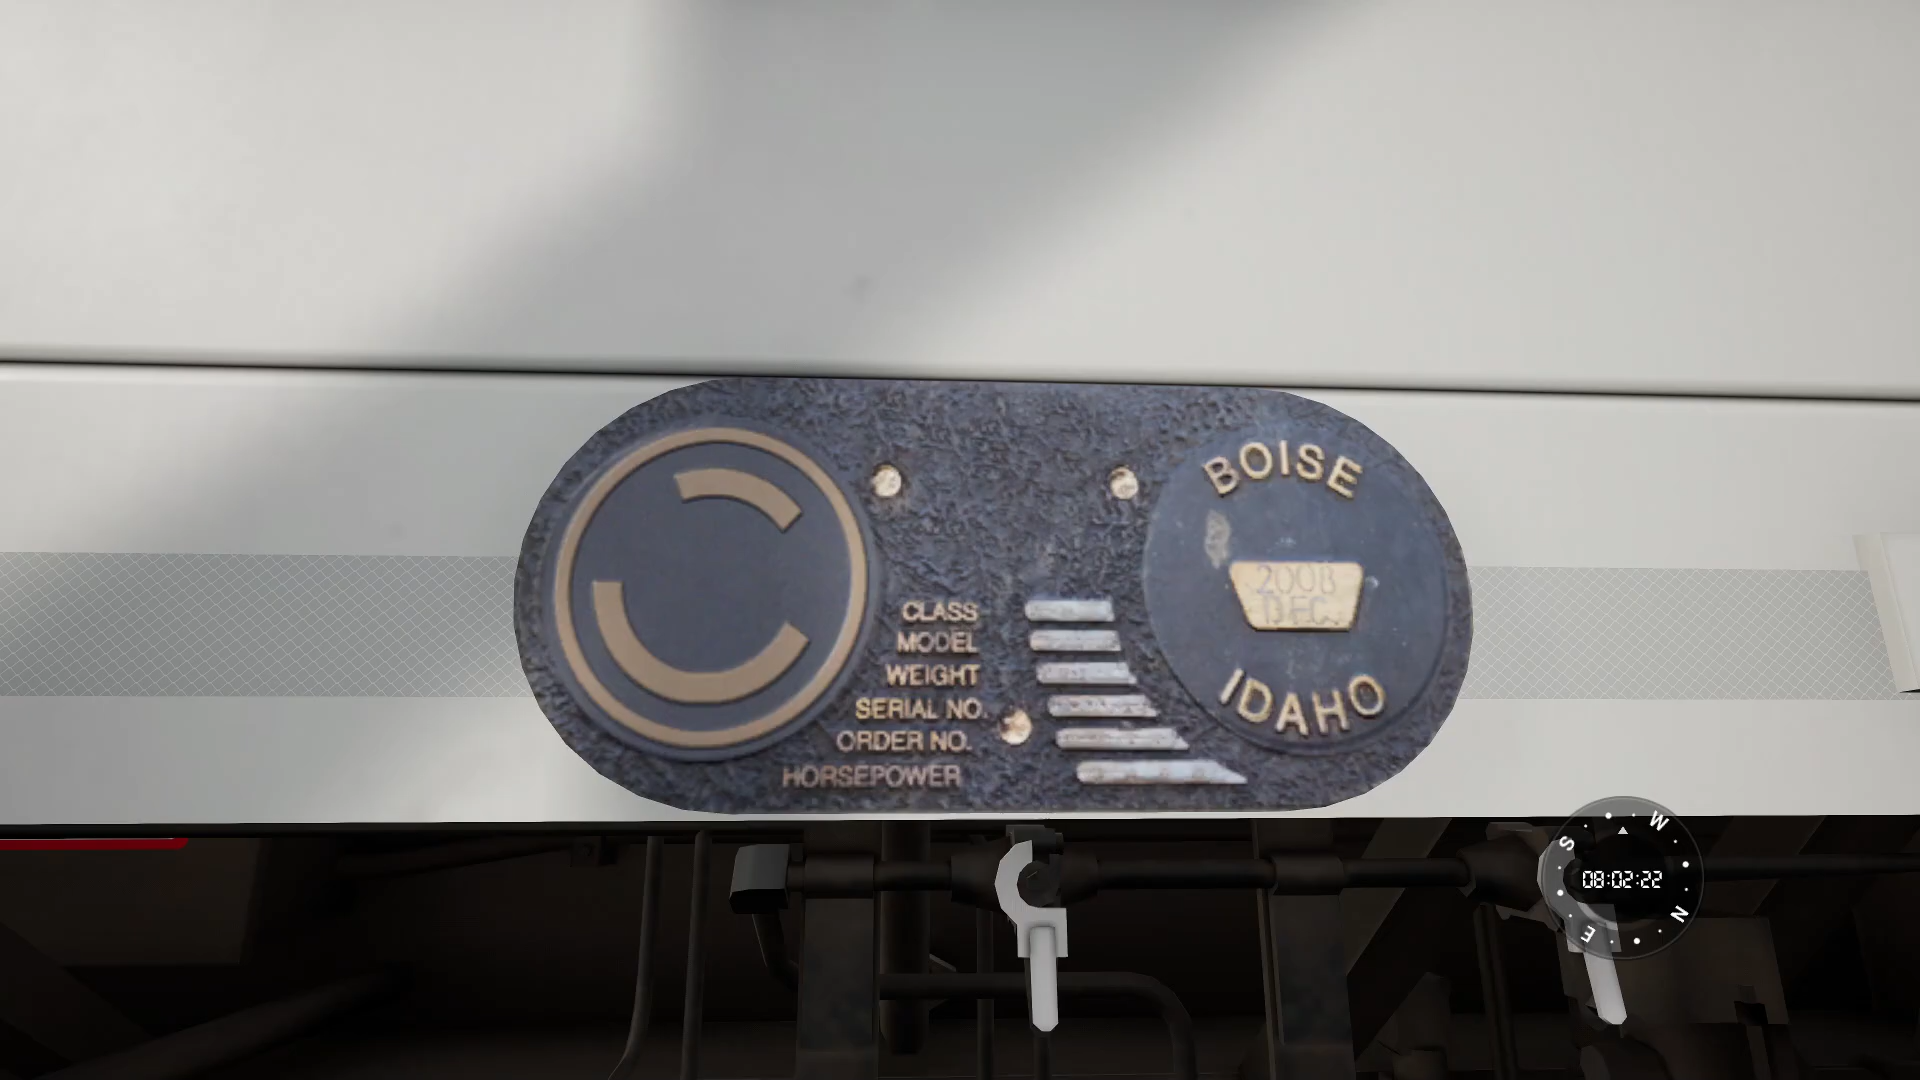 BOISE
2008
DEC.
IDAHO
CLASS
MODEL
WEIGHT
SERIAL NO.
ORDER NO.
HORSEPOWER
S W
08:02:22
E N